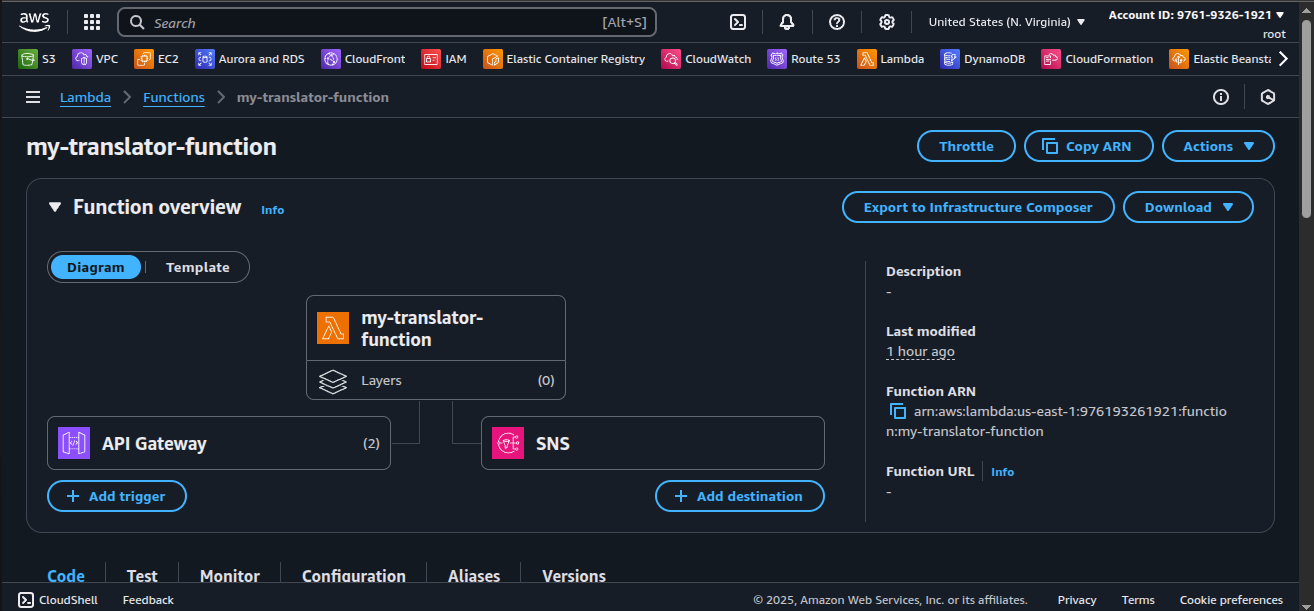 aws
Search [Alt+S] United States (N. Virginia) Account ID: 9761-9326-1921
root
S3 VPC EC2 Aurora and RDS CloudFront IAM Elastic Container Registry CloudWatch Route 53 Lambda DynamoDB CloudFormation Elastic Beansta
Lambda Functions my-translator-function
my-translator-function Throttle Copy ARN Actions
Function overview Info Export to Infrastructure Composer Download
Diagram Template
my-translator-
function
Layers (0)
API Gateway (2)
SNS
+ Add trigger + Add destination
Description
-
Last modified
1 hour ago
Function ARN
arn:aws:lambda:us-east-1:976193261921:functio
n:my-translator-function
Function URL Info
-
Code Test Monitor Configuration Aliases Versions
CloudShell Feedback © 2025, Amazon Web Services, Inc. or its affiliates. Privacy Terms Cookie preferences